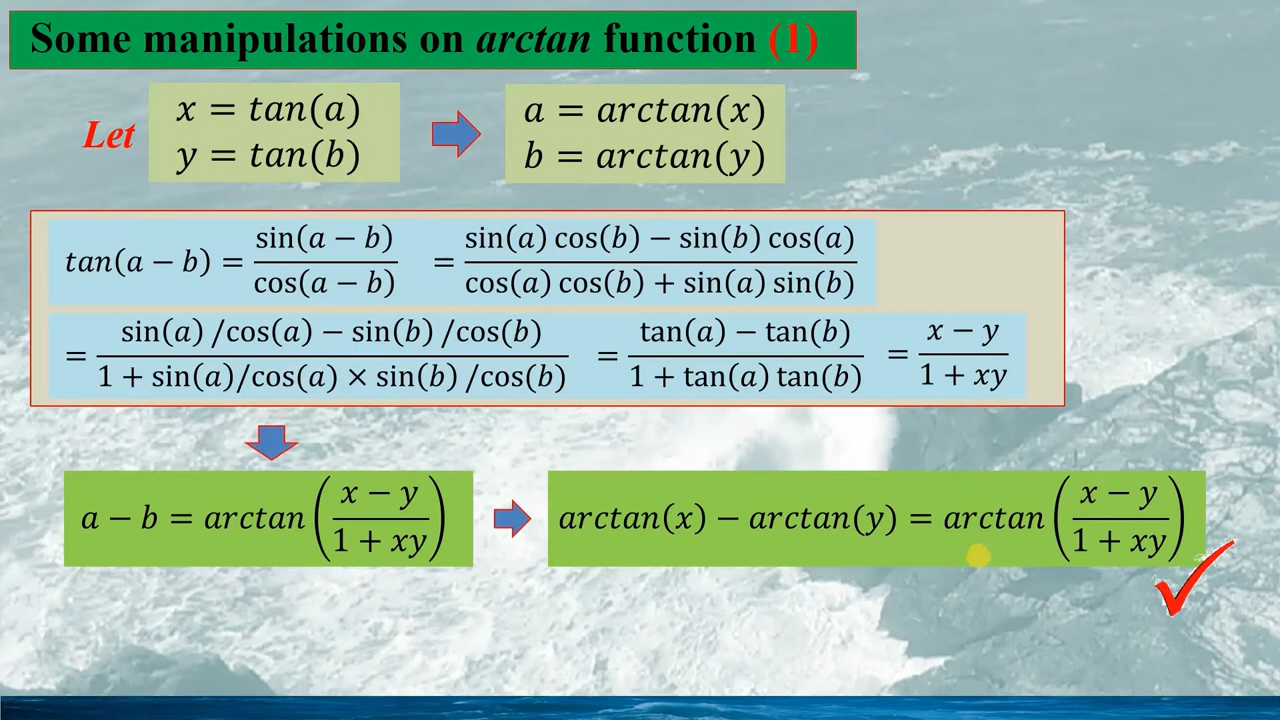 Some manipulations on arctan function (1)
Let
x = tan(a)
y = tan(b)
a = arctan(x)
b = arctan(y)
tan(a − b) = sin(a − b) / cos(a − b) = sin(a) cos(b) − sin(b) cos(a) / cos(a) cos(b) + sin(a) sin(b)
= sin(a) /cos(a) − sin(b) /cos(b) / 1 + sin(a)/cos(a) × sin(b) /cos(b) = tan(a) − tan(b) / 1 + tan(a) tan(b) = x − y / 1 + xy
a − b = arctan(x − y / 1 + xy)
arctan(x) − arctan(y) = arctan(x − y / 1 + xy)